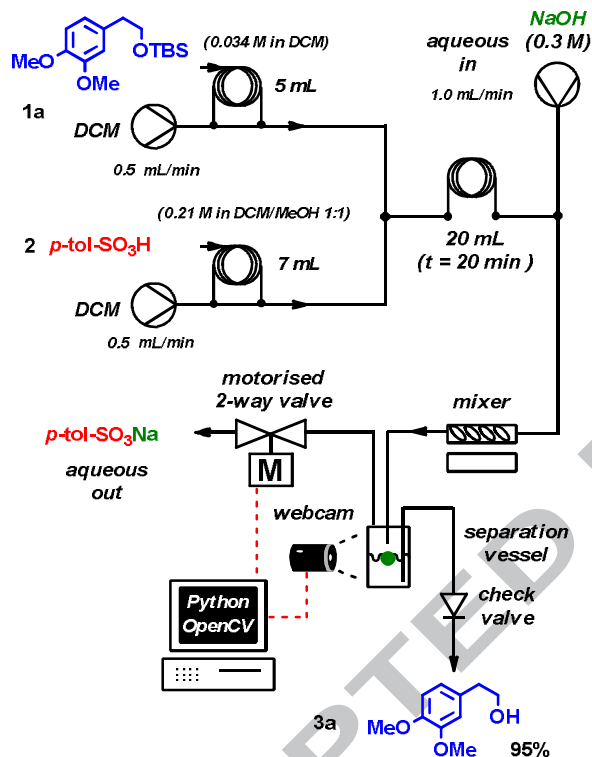 OTBS
MeO
OMe
1a
(0.034 M in DCM)
5 mL
DCM
0.5 mL/min
aqueous
in
NaOH
(0.3 M)
1.0 mL/min
(0.21 M in DCM/MeOH 1:1)
2 p-tol-SO3H
7 mL
DCM
0.5 mL/min
20 mL
(t = 20 min )
motorised
2-way valve
mixer
p-tol-SO3Na
aqueous
out
M
webcam
separation
vessel
Python
OpenCV
check
valve
3a
OH
MeO
OMe
95%
PTED